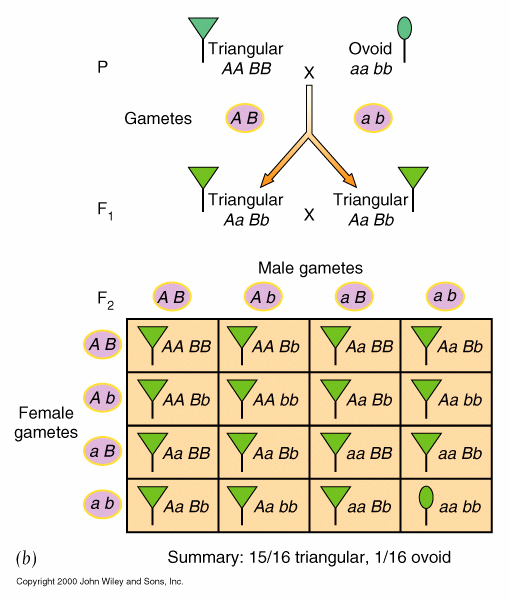 P
Triangular
AA BB
X
Ovoid
aa bb
Gametes
A B
a b
F1
Triangular
Aa Bb
X
Triangular
Aa Bb
Male gametes
F2
A B
A b
a B
a b
Female
gametes
A B
AA BB
AA Bb
Aa BB
Aa Bb
A b
AA Bb
AA bb
Aa Bb
Aa bb
a B
Aa BB
Aa Bb
aa BB
aa Bb
a b
Aa Bb
Aa bb
aa Bb
aa bb
(b)
Summary: 15/16 triangular, 1/16 ovoid
Copyright 2000 John Wiley and Sons, Inc.